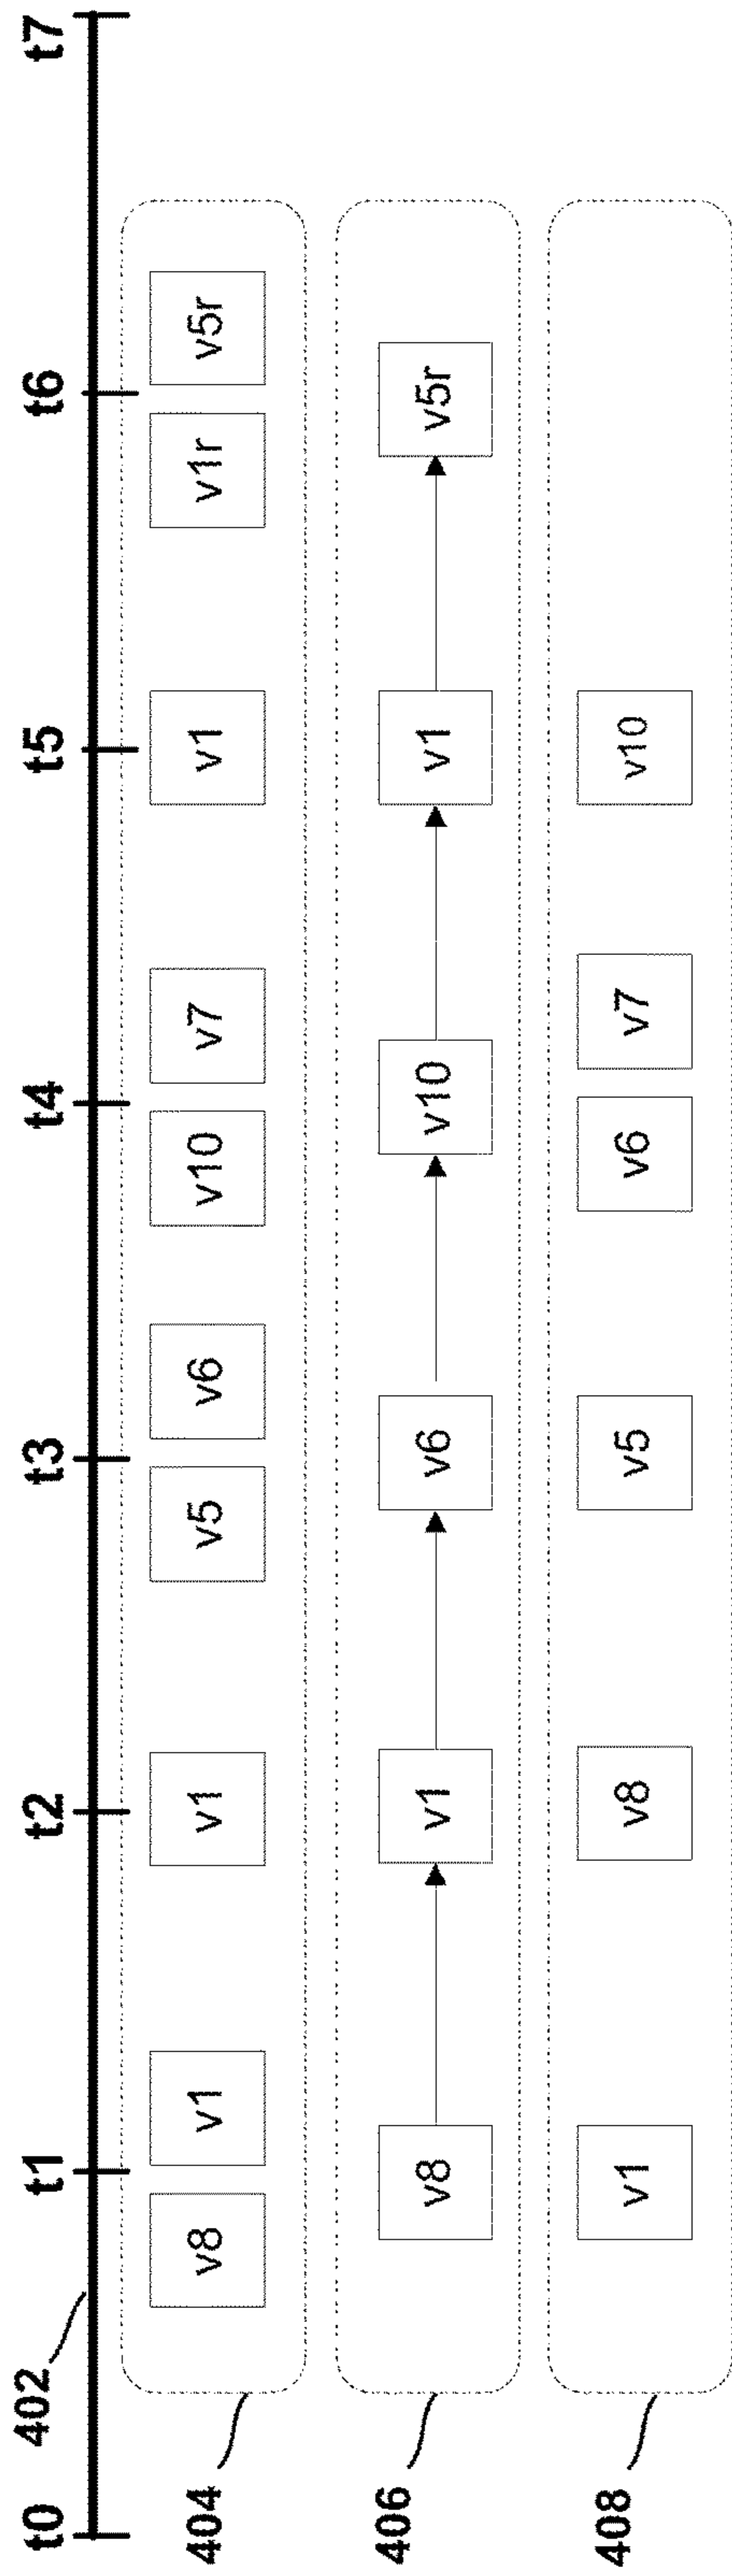 t0 t1 t2 t3 t4 t5 t6 t7
402
404 v8 v1 v1 v5 v6 v10 v7 v1 v1r v5r
406 v8 v1 v6 v10 v1 v5r
408 v1 v8 v5 v6 v7 v10